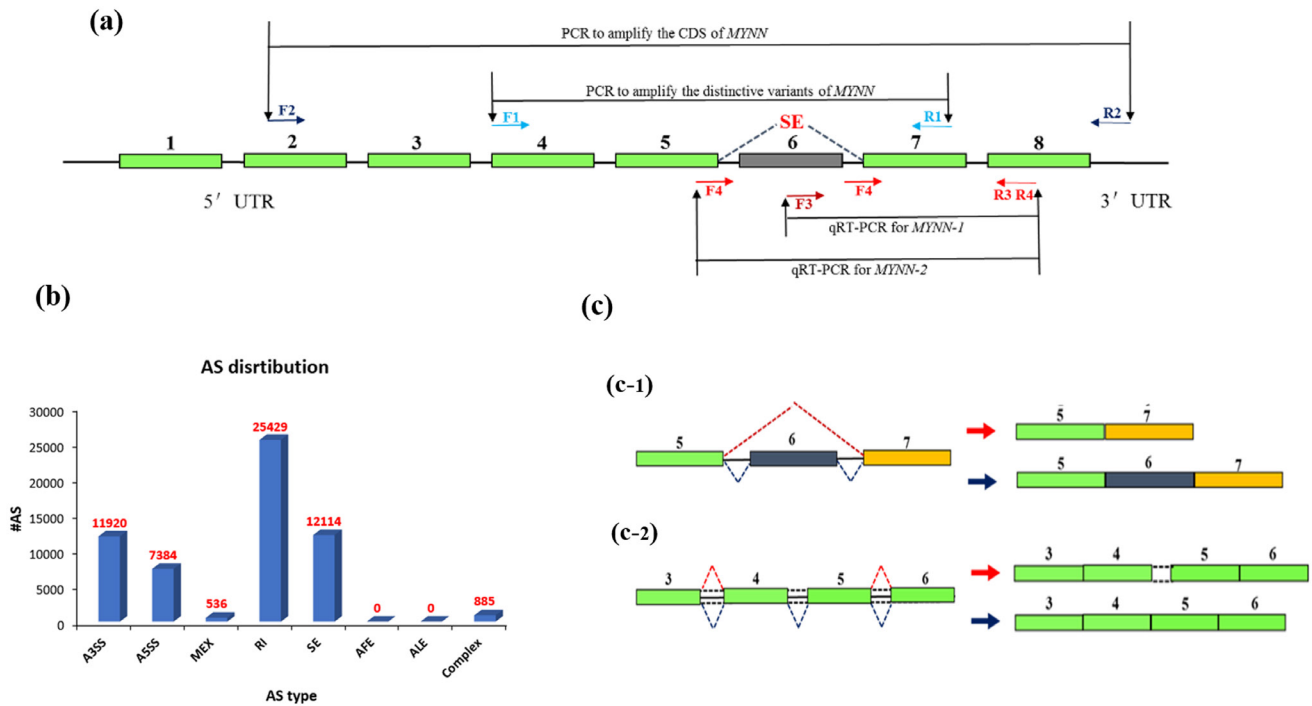 (a)
PCR to amplify the CDS of MYNN
PCR to amplify the distinctive variants of MYNN
F2
F1
SE
R1
R2
1 2 3 4 5 6 7 8
F4
F3
F4
R3 R4
5′ UTR
3′ UTR
qRT-PCR for MYNN-1
qRT-PCR for MYNN-2
(b)
AS disrtibution
#AS
30000
25000
20000
15000
10000
5000
0
11920
7384
536
25429
12114
0
0
885
A3SS
A5SS
MEX
RI
SE
AFE
ALE
Complex
AS type
(c)
(c-1)
5 6 7
5 7
5 6 7
(c-2)
3 4 5 6
3 4 5 6
3 4 5 6